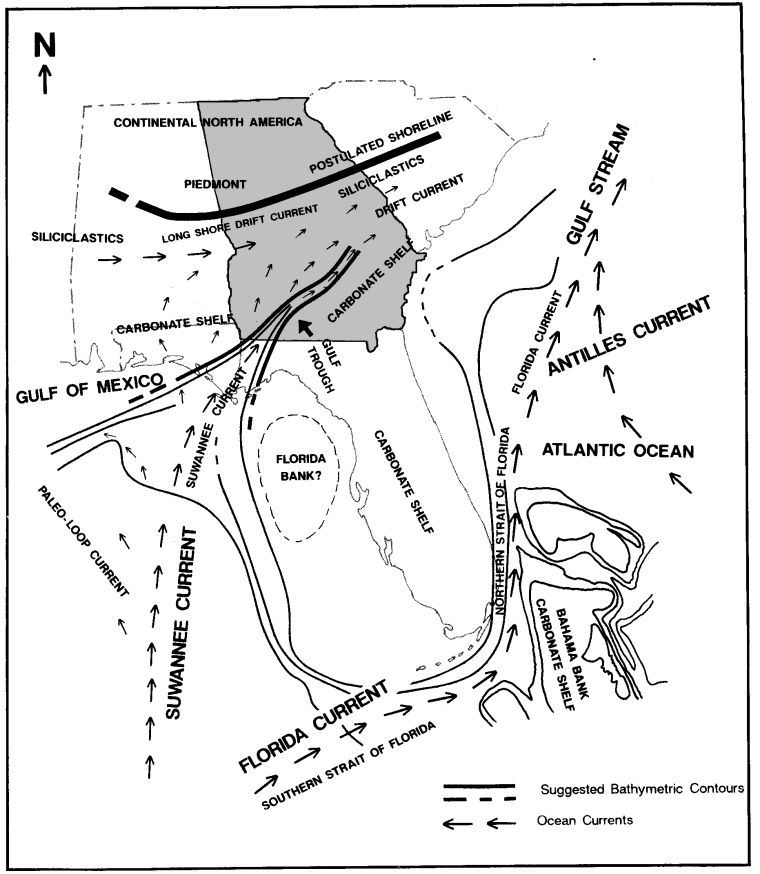 N
CONTINENTAL NORTH AMERICA
POSTULATED SHORELINE
PIEDMONT
SILICICLASTICS
LONG SHORE DRIFT CURRENT
DRIFT CURRENT
SILICICLASTICS
GULF STREAM
CARBONATE SHELF
CARBONATE SHELF
FLORIDA CURRENT
ANTILLES CURRENT
GULF
TROUGH
GULF OF MEXICO
SUWANNEE CURRENT
FLORIDA
BANK?
CARBONATE SHELF
NORTHERN STRAIT OF FLORIDA
ATLANTIC OCEAN
PALEO-LOOP CURRENT
SUWANNEE CURRENT
BAHAMA BANK
CARBONATE SHELF
FLORIDA CURRENT
SOUTHERN STRAIT OF FLORIDA
Suggested Bathymetric Contours
Ocean Currents